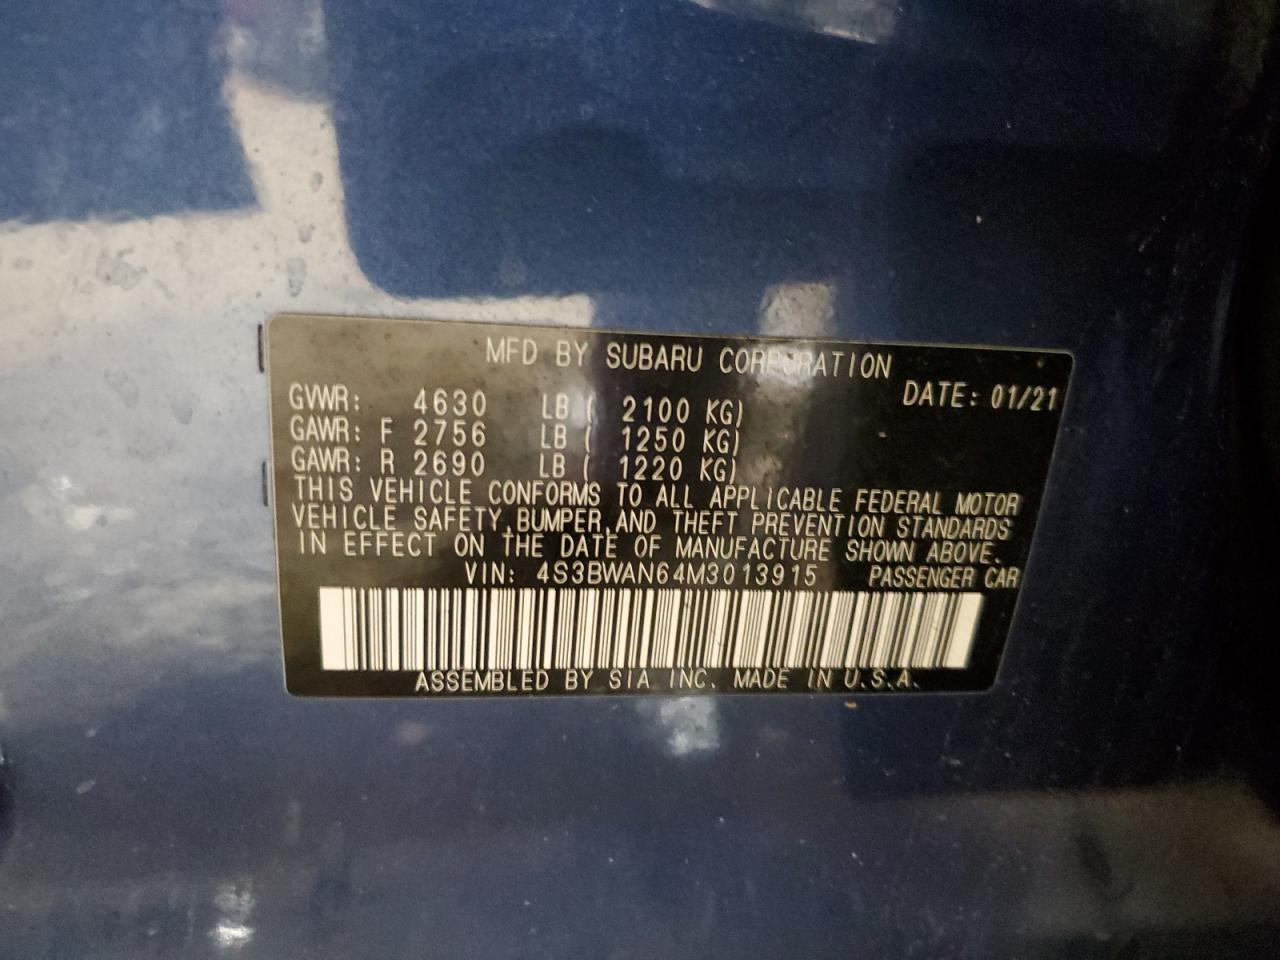 MFD BY SUBARU CORPORATION
DATE: 01/21
GVWR: 4630 LB ( 2100 KG)
GAWR: F 2756 LB ( 1250 KG)
GAWR: R 2690 LB ( 1220 KG)
THIS VEHICLE CONFORMS TO ALL APPLICABLE FEDERAL MOTOR
VEHICLE SAFETY, BUMPER, AND THEFT PREVENTION STANDARDS
IN EFFECT ON THE DATE OF MANUFACTURE SHOWN ABOVE.
VIN: 4S3BWAN64M3013915 PASSENGER CAR
ASSEMBLED BY SIA INC. MADE IN U.S.A.